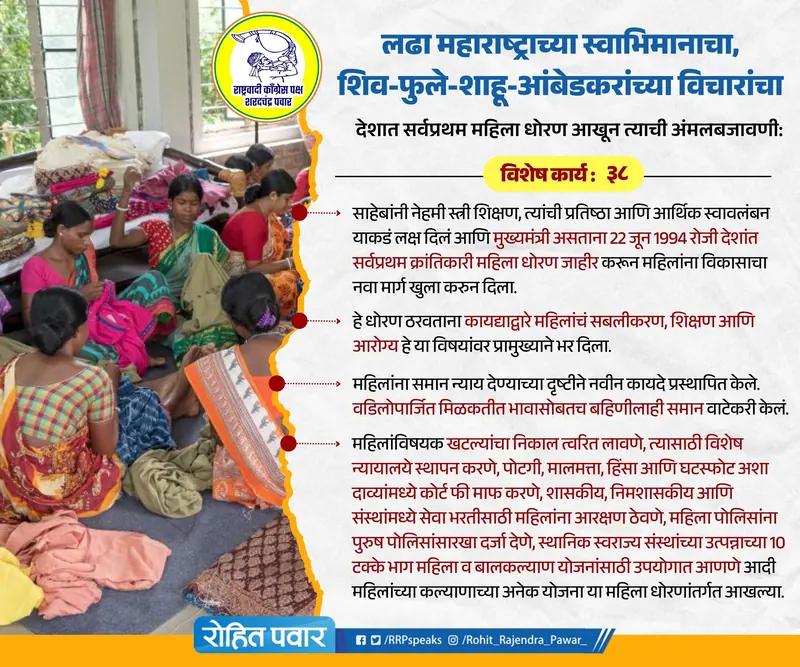 राष्ट्रवादी काँग्रेस पक्ष
शरदचंद्र पवार
लढा महाराष्ट्राच्या स्वाभिमानाचा,
शिव-फुले-शाहू-आंबेडकरांच्या विचारांचा
देशात सर्वप्रथम महिला धोरण आखून त्याची अंमलबजावणी:
विशेष कार्य : ३८
साहेबांनी नेहमी स्त्री शिक्षण, त्यांची प्रतिष्ठा आणि आर्थिक स्वावलंबन
याकडं लक्ष दिलं आणि मुख्यमंत्री असताना 22 जून 1994 रोजी देशांत
सर्वप्रथम क्रांतिकारी महिला धोरण जाहीर करून महिलांना विकासाचा
नवा मार्ग खुला करुन दिला.
हे धोरण ठरवताना कायद्याद्वारे महिलांचं सबलीकरण, शिक्षण आणि
आरोग्य हे या विषयांवर प्रामुख्याने भर दिला.
महिलांना समान न्याय देण्याच्या दृष्टीने नवीन कायदे प्रस्थापित केले.
वडिलोपार्जित मिळकतीत भावासोबतच बहिणीलाही समान वाटेकरी केलं.
महिलांविषयक खटल्यांचा निकाल त्वरित लावणे, त्यासाठी विशेष
न्यायालये स्थापन करणे, पोटगी, मालमत्ता, हिंसा आणि घटस्फोट अशा
दाव्यांमध्ये कोर्ट फी माफ करणे, शासकीय, निमशासकीय आणि
संस्थांमध्ये सेवा भरतीसाठी महिलांना आरक्षण ठेवणे, महिला पोलिसांना
पुरुष पोलिसांसारखा दर्जा देणे, स्थानिक स्वराज्य संस्थांच्या उत्पन्नाच्या 10
टक्के भाग महिला व बालकल्याण योजनांसाठी उपयोगात आणणे आदी
महिलांच्या कल्याणाच्या अनेक योजना या महिला धोरणांतर्गत आखल्या.
रोहित पवार
/RRPspeaks /Rohit_Rajendra_Pawar_